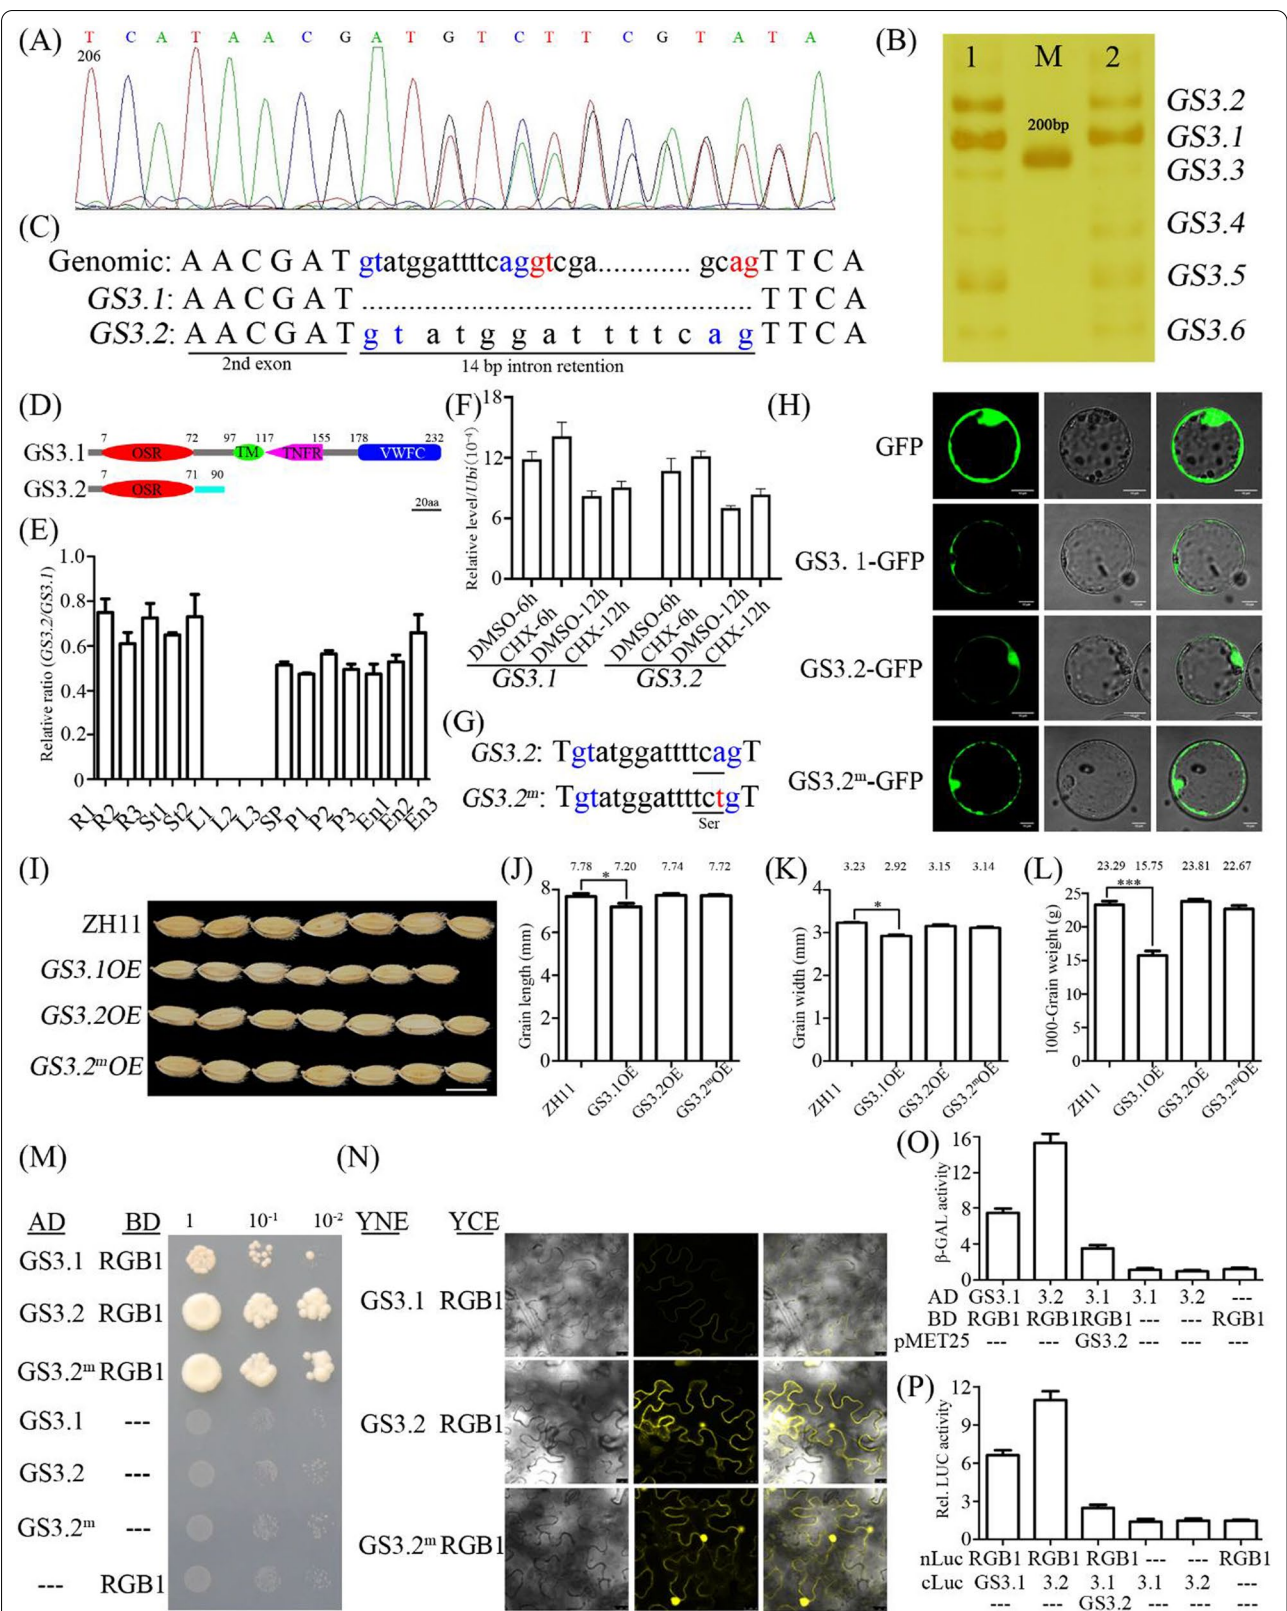 (A)
T C A T A A C G A T G T C T T C G T A T A
206
(B)
1 M 2
200bp
GS3.2
GS3.1
GS3.3
GS3.4
GS3.5
GS3.6
(C)
Genomic: A A C G A T gtatggattttcaggtcga............ gcagT T C A
GS3.1: A A C G A T ................................................ T T C A
GS3.2: A A C G A T g t a t g g a t t t t c a g T T C A
2nd exon
14 bp intron retention
(D)
7 72 97 117 155 178 232
GS3.1 OSR TM TNFR VWFC
7 71 90
GS3.2 OSR
20aa
(E)
Relative ratio (GS3.2/GS3.1)
1.0
0.8
0.6
0.4
0.2
0
R1 R2 R3 St1 St2 L1 L2 L3 SP P1 P2 P3 En1 En2 En3
(F)
Relative level/Ubi(10⁻⁴)
18
12
6
0
DMSO-6h CHX-6h DMSO-12h CHX-12h DMSO-6h CHX-6h DMSO-12h CHX-12h
GS3.1 GS3.2
(G)
GS3.2: TgtatggattttcagT
GS3.2ᵐ: TgtatggattttctgT
Ser
(H)
GFP
GS3. 1-GFP
GS3.2-GFP
GS3.2ᵐ-GFP
(I)
ZH11
GS3.1OE
GS3.2OE
GS3.2ᵐOE
(J)
7.78 7.20 7.74 7.72
*
Grain length (mm)
8
6
4
2
0
ZH11 GS3.1OE GS3.2OE GS3.2ᵐOE
(K)
3.23 2.92 3.15 3.14
*
Grain width (mm)
4
3
2
1
0
ZH11 GS3.1OE GS3.2OE GS3.2ᵐOE
(L)
23.29 15.75 23.81 22.67
***
1000-Grain weight (g)
25
20
15
10
5
0
ZH11 GS3.1OE GS3.2OE GS3.2ᵐOE
(M)
AD BD 1 10⁻¹ 10⁻²
GS3.1 RGB1
GS3.2 RGB1
GS3.2ᵐ RGB1
GS3.1 ---
GS3.2 ---
GS3.2ᵐ ---
--- RGB1
(N)
YNE YCE
GS3.1 RGB1
GS3.2 RGB1
GS3.2ᵐ RGB1
(O)
β-GAL activity
16
12
8
4
0
AD GS3.1 3.2 3.1 3.1 3.2 ---
BD RGB1 RGB1 RGB1 --- --- RGB1
pMET25 --- --- GS3.2 --- --- ---
(P)
Rel. LUC activity
12
9
6
3
0
nLuc RGB1 RGB1 RGB1 --- --- RGB1
cLuc GS3.1 3.2 3.1 3.1 3.2 ---
--- --- GS3.2 --- --- ---